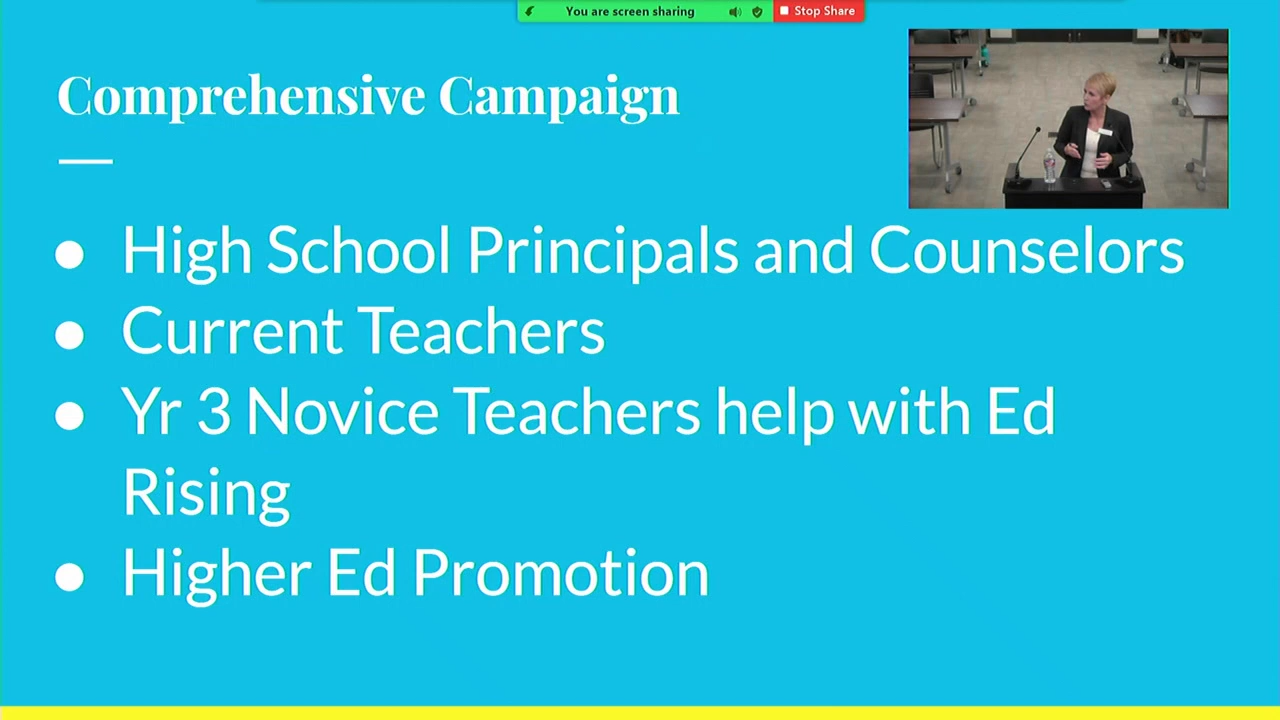 You are screen sharing
Stop Share
Comprehensive Campaign
● High School Principals and Counselors
● Current Teachers
● Yr 3 Novice Teachers help with Ed
Rising
● Higher Ed Promotion